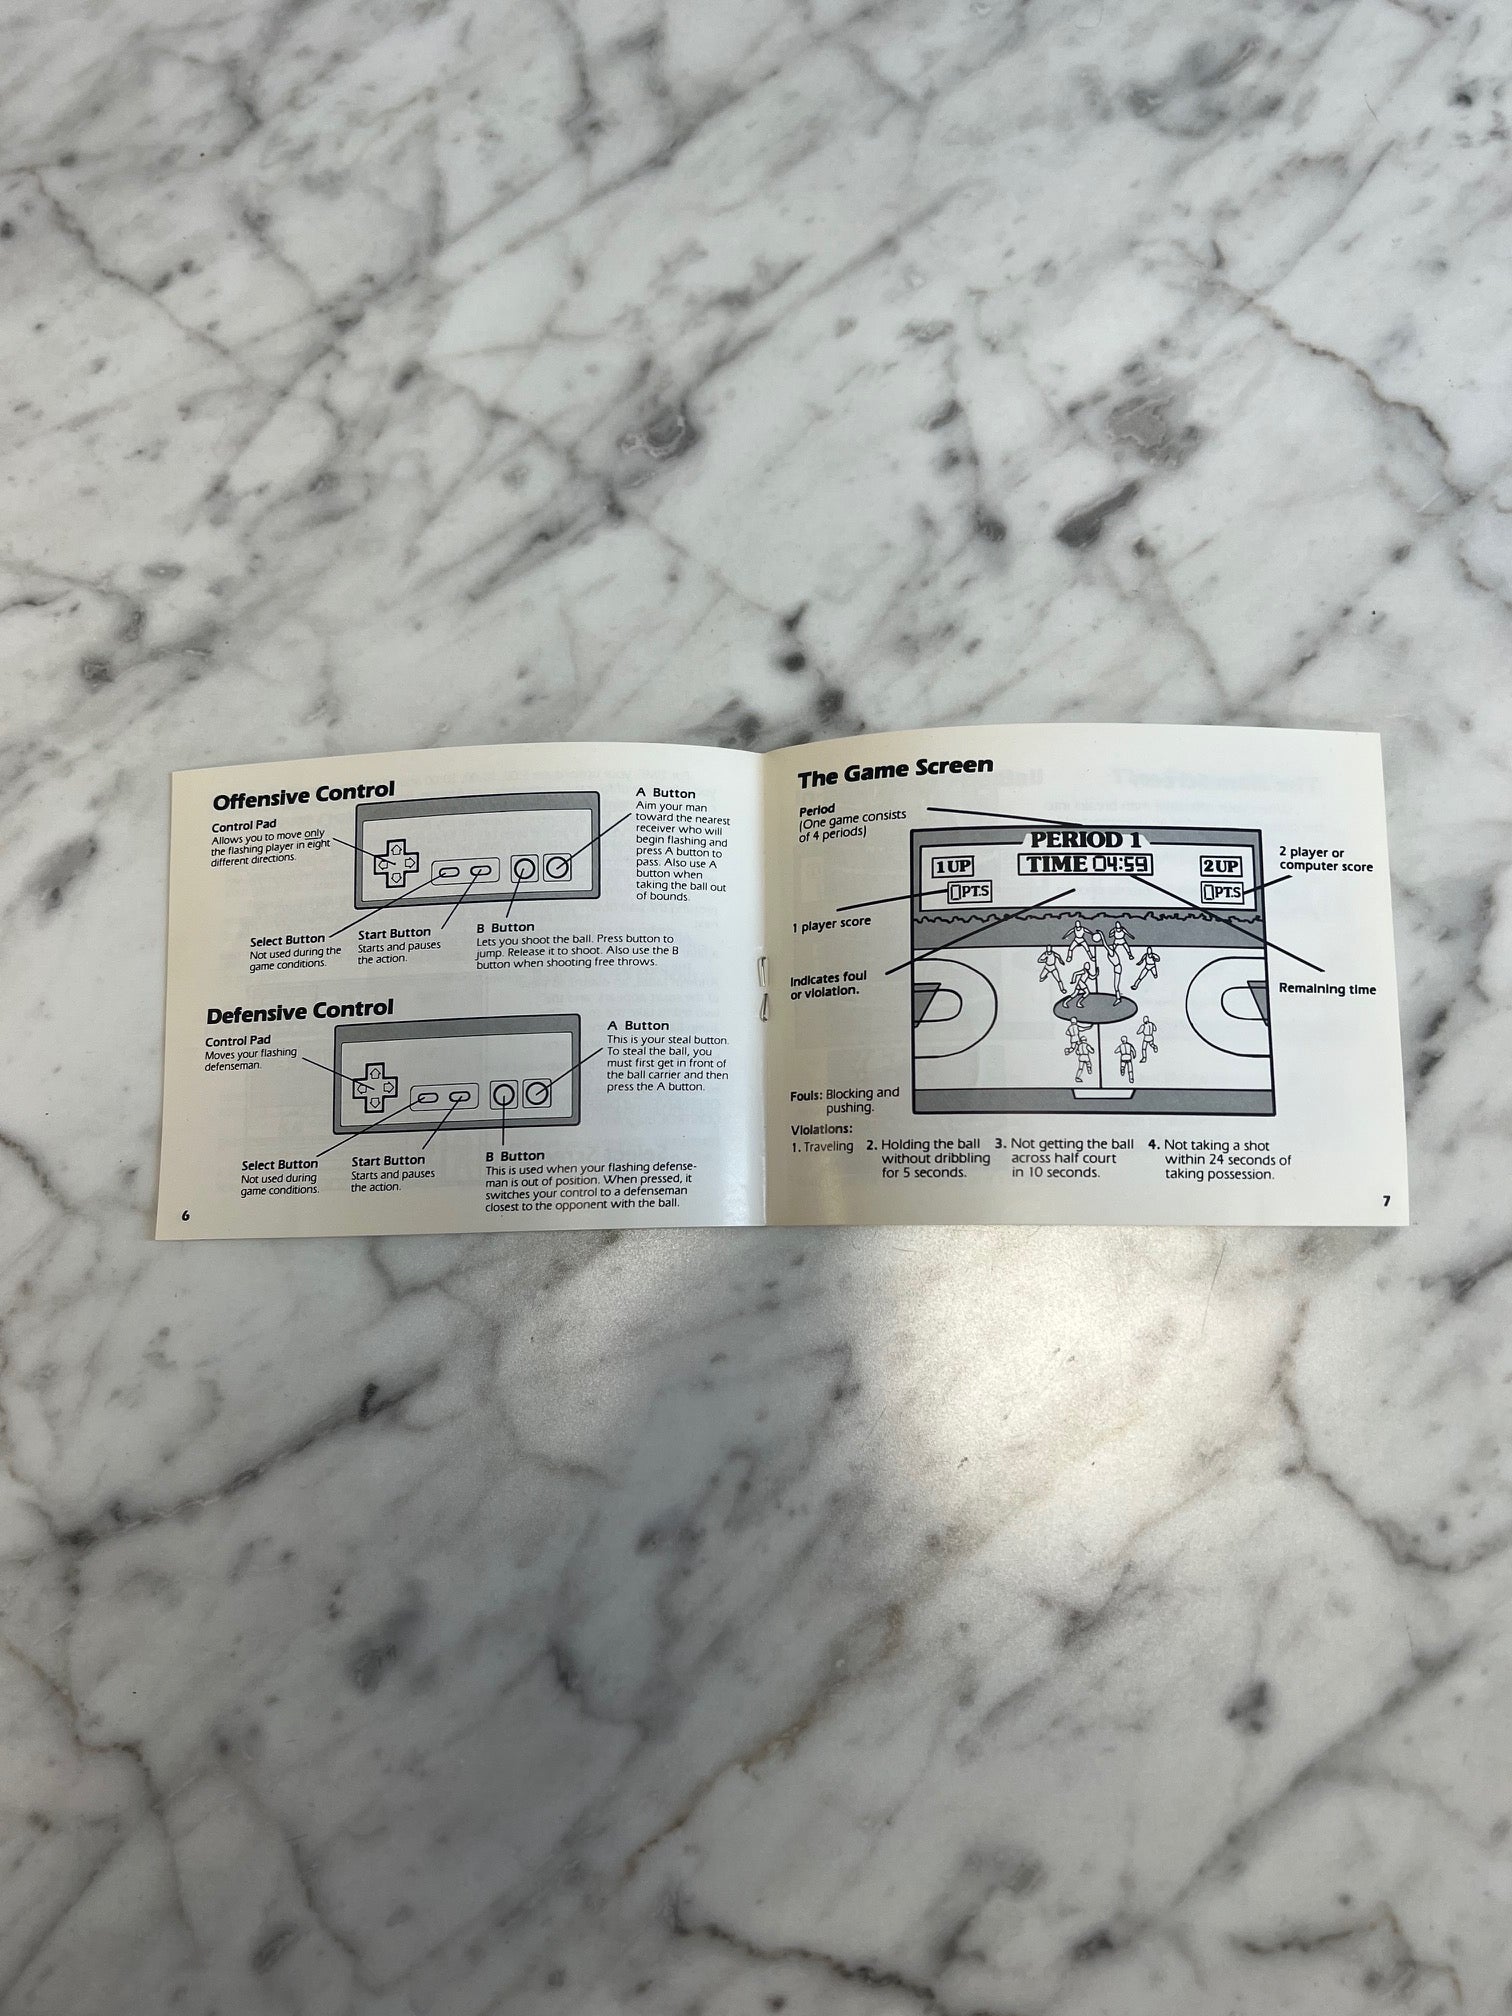 Offensive Control
Control Pad
Allows you to move only
the flashing player in eight
different directions.
A Button
Aim your man
toward the nearest
receiver who will
begin flashing and
press A button to
pass. Also use A
button when
taking the ball out
of bounds.
Select Button
Not used during the
game conditions.
Start Button
Starts and pauses
the action.
B Button
Lets you shoot the ball. Press button to
jump. Release it to shoot. Also use the B
button when shooting free throws.
Defensive Control
Control Pad
Moves your flashing
defenseman.
A Button
This is your steal button.
To steal the ball, you
must first get in front of
the ball carrier and then
press the A button.
Select Button
Not used during
game conditions.
Start Button
Starts and pauses
the action.
B Button
This is used when your flashing defense-
man is out of position. When pressed, it
switches your control to a defenseman
closest to the opponent with the ball.
6
The Game Screen
Period
(One game consists
of 4 periods)
PERIOD 1
1 UP
TIME 04:59
2 UP
0PTS
0PTS
2 player or
computer score
1 player score
Indicates foul
or violation.
Remaining time
Fouls: Blocking and
pushing.
Violations:
1. Traveling
2. Holding the ball
without dribbling
for 5 seconds.
3. Not getting the ball
across half court
in 10 seconds.
4. Not taking a shot
within 24 seconds of
taking possession.
7